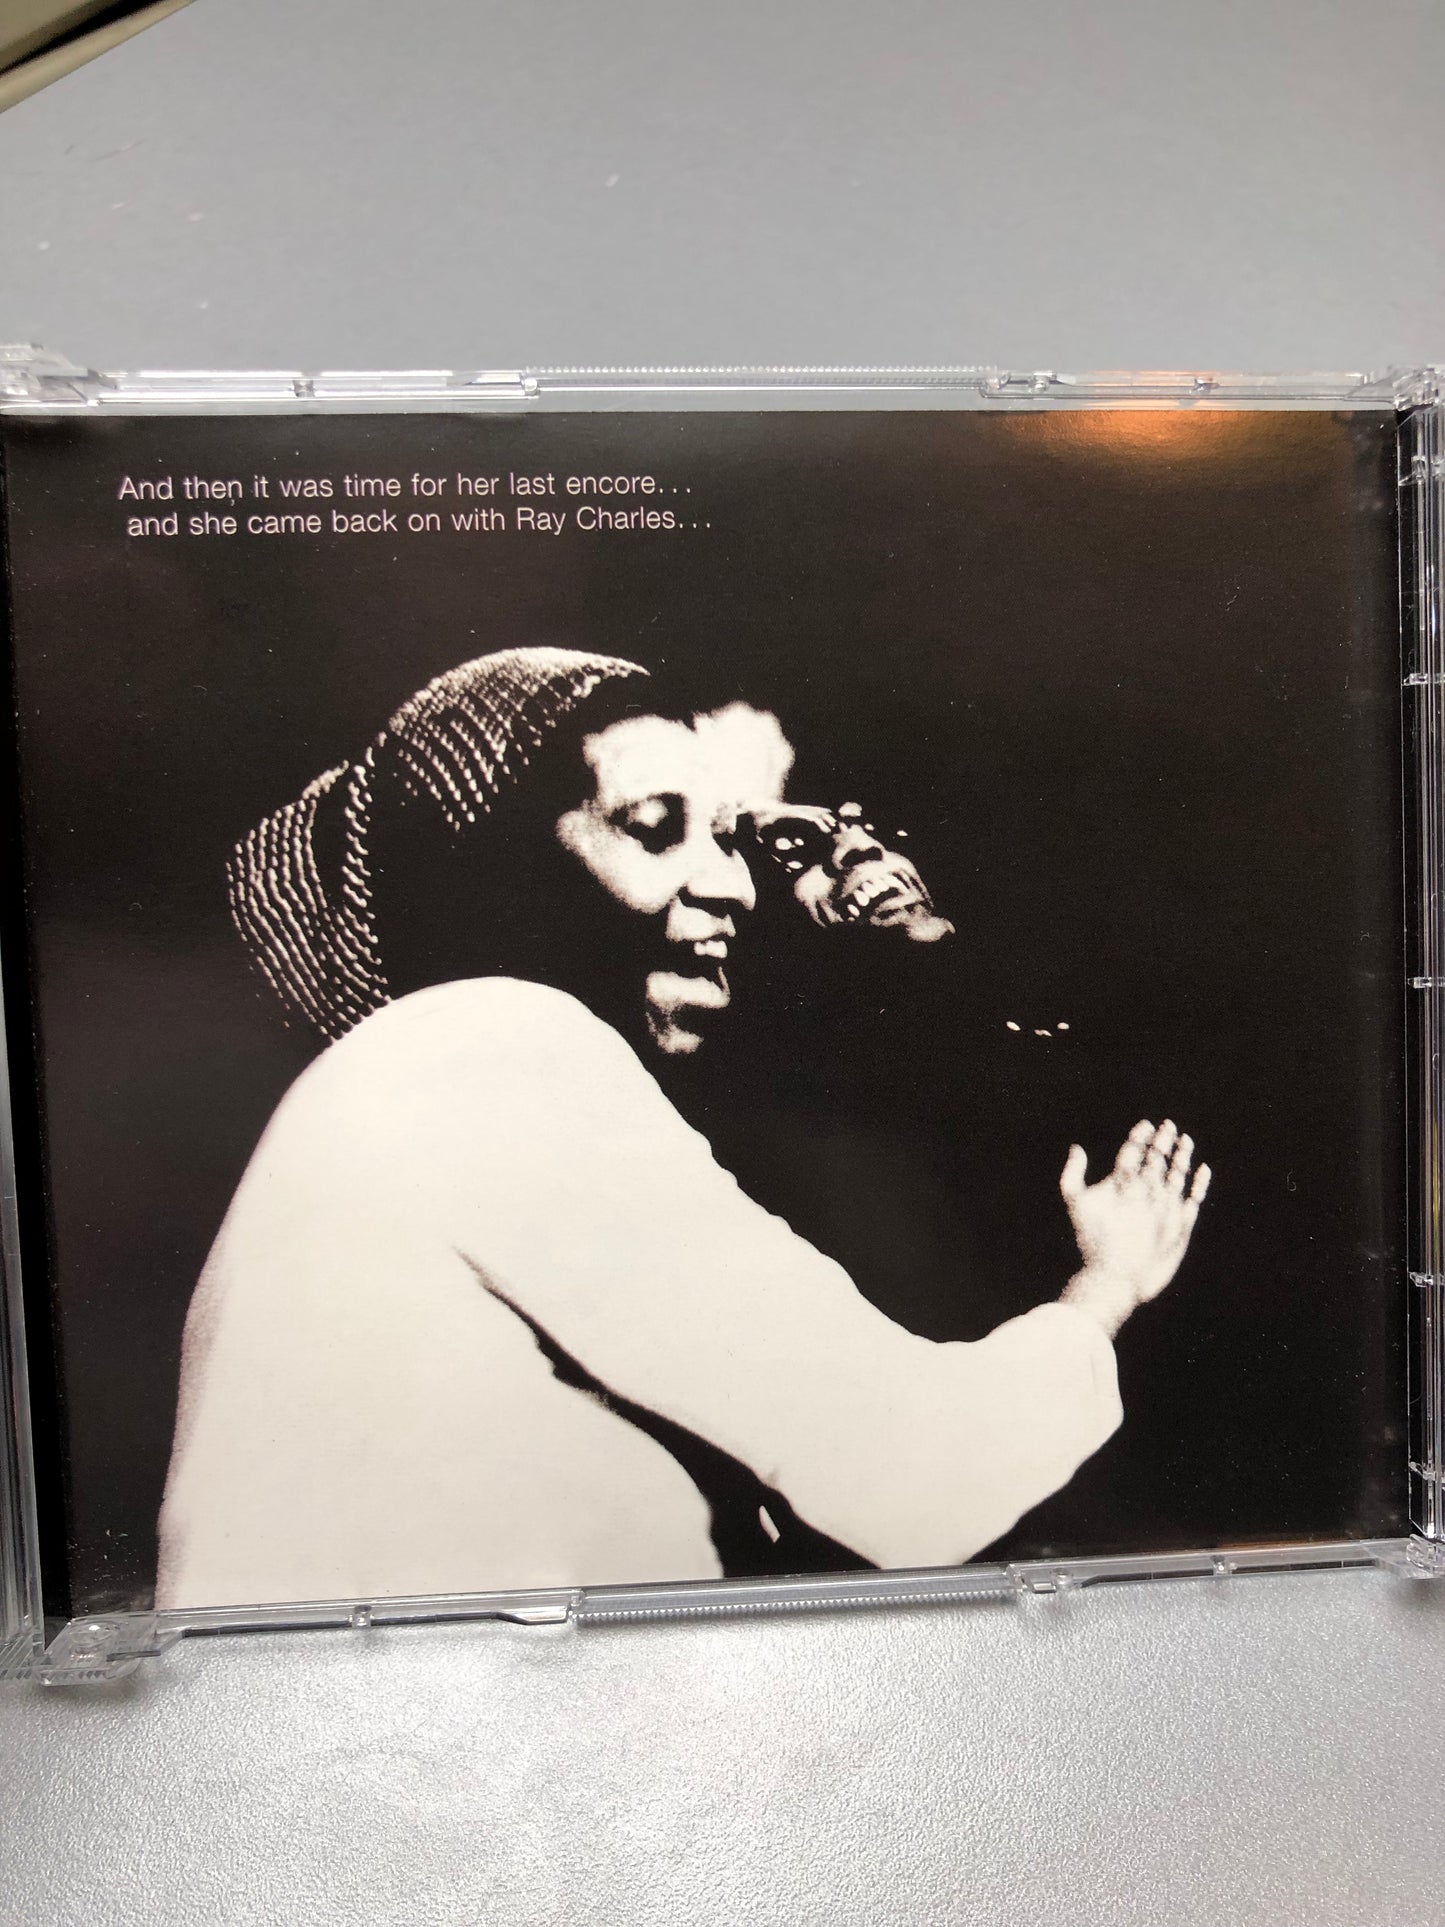 And then it was time for her last encore...
and she came back on with Ray Charles...